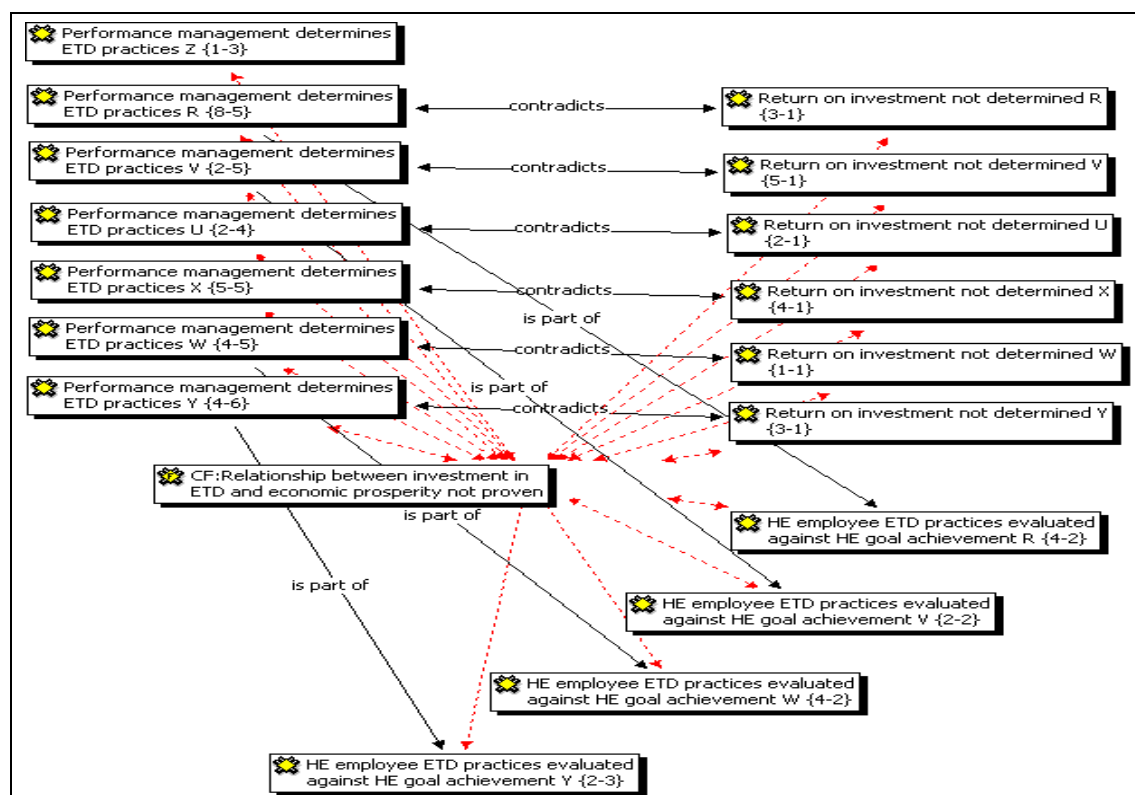 Performance management determines
ETD practices Z {1-3}
Performance management determines
ETD practices R {8-5}
contradicts
Return on investment not determined R
{3-1}
Performance management determines
ETD practices V {2-5}
contradicts
Return on investment not determined V
{5-1}
Performance management determines
ETD practices U {2-4}
contradicts
Return on investment not determined U
{2-1}
Performance management determines
ETD practices X {5-5}
contradicts
Return on investment not determined X
{4-1}
is part of
Performance management determines
ETD practices W {4-5}
contradicts
Return on investment not determined W
{1-1}
is part of
Performance management determines
ETD practices Y {4-6}
contradicts
Return on investment not determined Y
{3-1}
CF:Relationship between investment in
ETD and economic prosperity not proven
is part of
HE employee ETD practices evaluated
against HE goal achievement R {4-2}
is part of
HE employee ETD practices evaluated
against HE goal achievement V {2-2}
HE employee ETD practices evaluated
against HE goal achievement W {4-2}
HE employee ETD practices evaluated
against HE goal achievement Y {2-3}